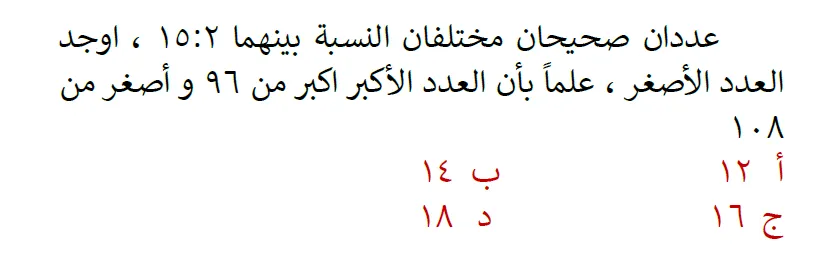 عددان صحيحان مختلفان النسبة بينهما ١٥:٢ ، اوجد
العدد الأصغر ، علماً بأن العدد الأكبر اكبر من ٩٦ و أصغر من
١٠٨
أ ١٢ ب ١٤
ج ١٦ د ١٨